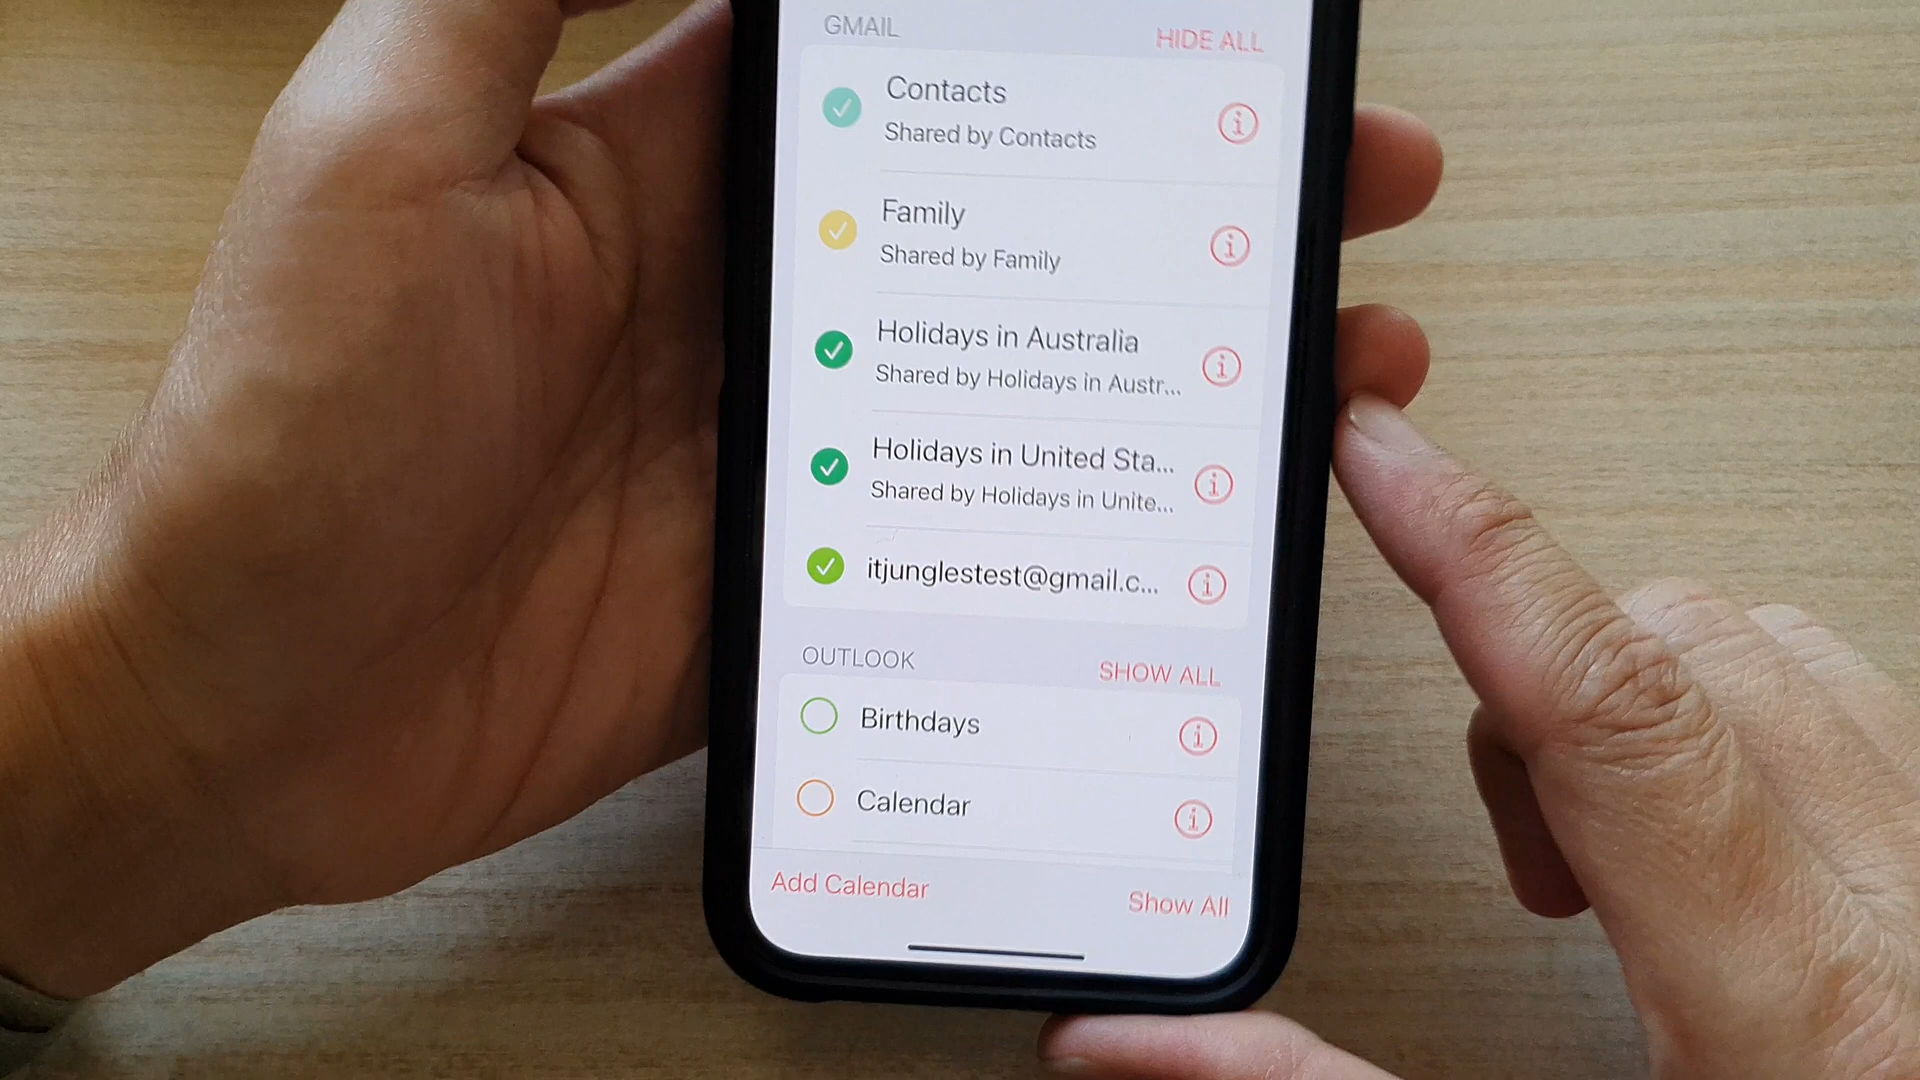 GMAIL
HIDE ALL
Contacts
Shared by Contacts
Family
Shared by Family
Holidays in Australia
Shared by Holidays in Austr...
Holidays in United Sta...
Shared by Holidays in Unite...
itjunglestest@gmail.c...
OUTLOOK
SHOW ALL
Birthdays
Calendar
Add Calendar
Show All